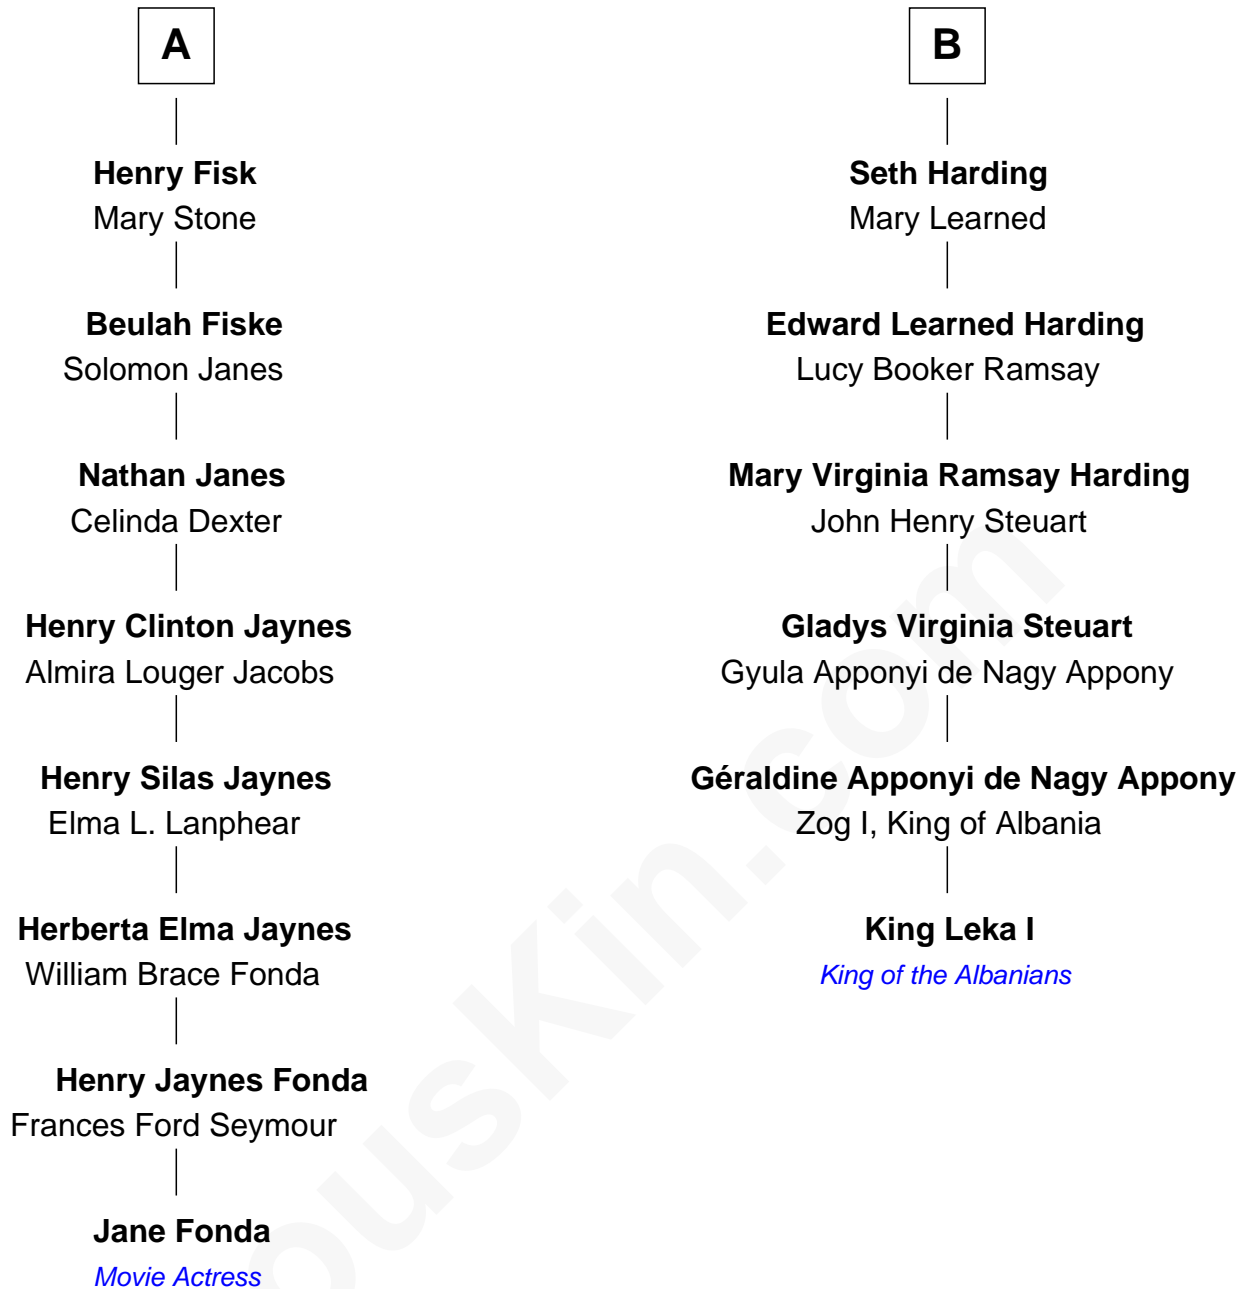 A
Henry Fisk
Mary Stone
Beulah Fiske
Solomon Janes
Nathan Janes
Celinda Dexter
Henry Clinton Jaynes
Almira Louger Jacobs
Henry Silas Jaynes
Elma L. Lanphear
Herberta Elma Jaynes
William Brace Fonda
Henry Jaynes Fonda
Frances Ford Seymour
Jane Fonda
Movie Actress
B
Seth Harding
Mary Learned
Edward Learned Harding
Lucy Booker Ramsay
Mary Virginia Ramsay Harding
John Henry Steuart
Gladys Virginia Steuart
Gyula Apponyi de Nagy Appony
Géraldine Apponyi de Nagy Appony
Zog I, King of Albania
King Leka I
King of the Albanians
ousKin.com